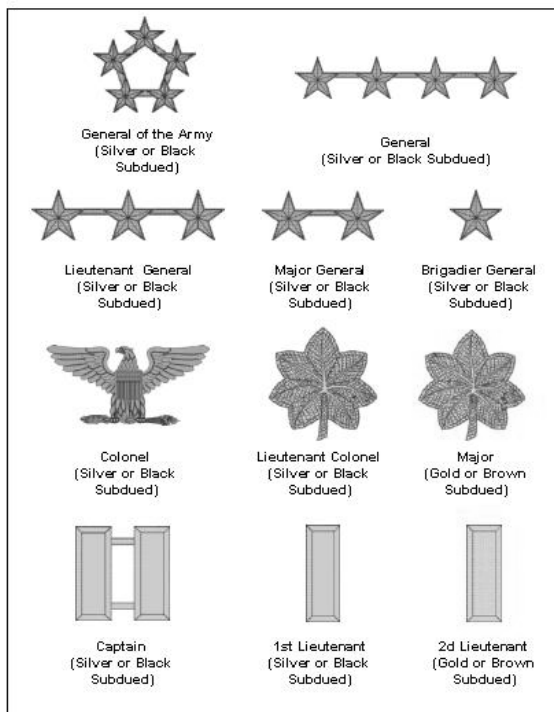 General of the Army
(Silver or Black
Subdued)
General
(Silver or Black Subdued)
Lieutenant General
(Silver or Black
Subdued)
Major General
(Silver or Black
Subdued)
Brigadier General
(Silver or Black
Subdued)
Colonel
(Silver or Black
Subdued)
Lieutenant Colonel
(Silver or Black
Subdued)
Major
(Gold or Brown
Subdued)
Captain
(Silver or Black
Subdued)
1st Lieutenant
(Silver or Black
Subdued)
2d Lieutenant
(Gold or Brown
Subdued)